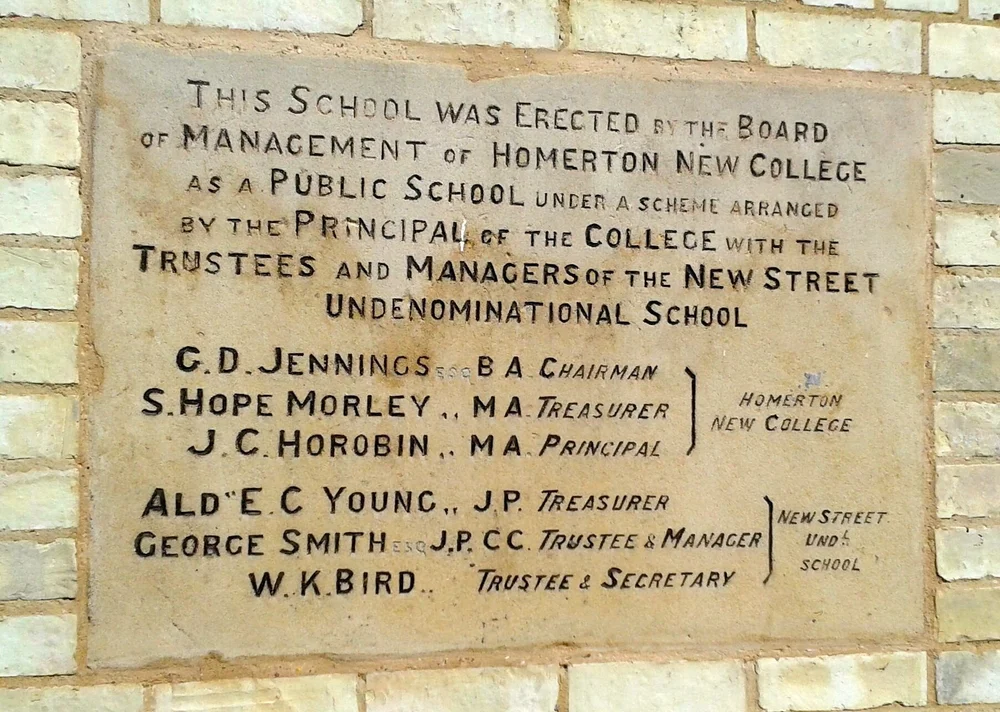 THIS SCHOOL WAS ERECTED BY THE BOARD
OF MANAGEMENT OF HOMERTON NEW COLLEGE
AS A PUBLIC SCHOOL UNDER A SCHEME ARRANGED
BY THE PRINCIPAL OF THE COLLEGE WITH THE
TRUSTEES AND MANAGERS OF THE NEW STREET
UNDENOMINATIONAL SCHOOL
G. D. JENNINGS ESQ B A CHAIRMAN
S. HOPE MORLEY ,, M A TREASURER
J. C. HOROBIN ,, M A PRINCIPAL
HOMERTON
NEW COLLEGE
ALD" E. C YOUNG ,, J.P. TREASURER
GEORGE SMITH ESQ J.P. C C. TRUSTEE & MANAGER
W. K. BIRD ,, TRUSTEE & SECRETARY
NEW STREET
UND:
SCHOOL